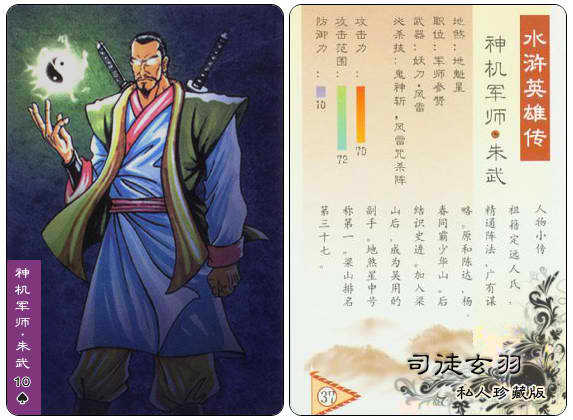 神机军师·朱武
10♠
水浒英雄传
神机军师·朱武
地煞:地魁星
职位:军师参赞
武器:妖刀·风雷
必杀技:鬼神斩,风雷咒杀阵
攻击力:
70
攻击范围:
72
防御力:
10
人物小传
祖籍定远人氏,
精通阵法,广有谋
略。原和陈达、杨
春同霸少华山。后
结识史进。加入梁
山后,成为吴用的
副手。地煞星中号
称第一。梁山排名
第三十七。
37
司徒玄羽
私人珍藏版